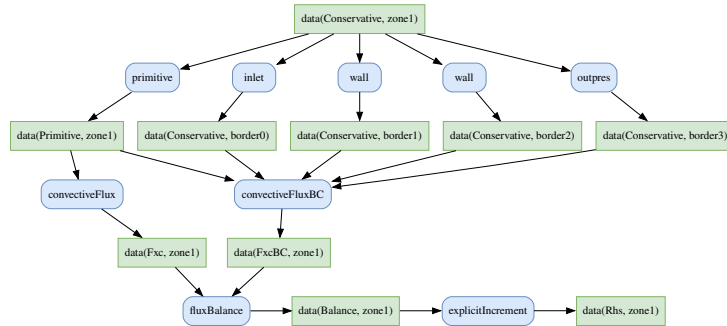 data(Conservative, zone1)
primitive
inlet
wall
wall
outpres
data(Primitive, zone1)
data(Conservative, border0)
data(Conservative, border1)
data(Conservative, border2)
data(Conservative, border3)
convectiveFlux
convectiveFluxBC
data(Fxc, zone1)
data(FxcBC, zone1)
fluxBalance
data(Balance, zone1)
explicitIncrement
data(Rhs, zone1)